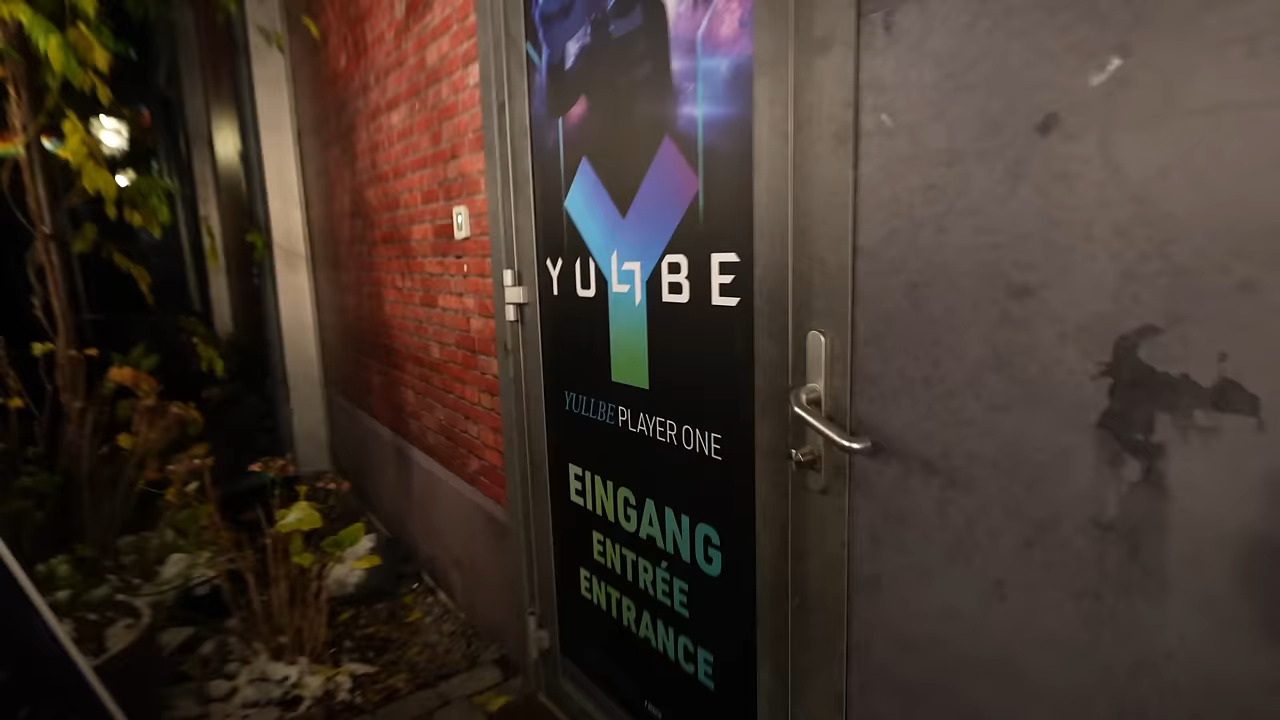 YULLBE
YULLBE PLAYER ONE
EINGANG
ENTRÉE
ENTRANCE